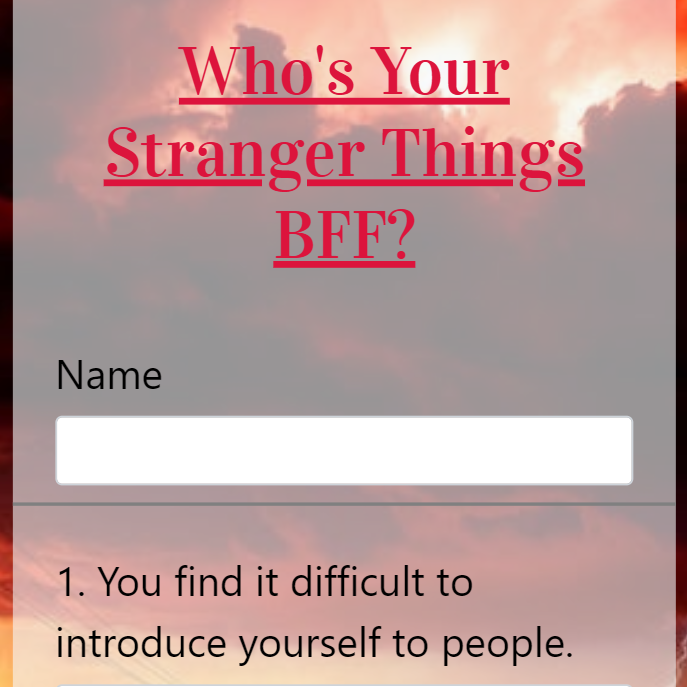 Who's Your
Stranger Things
BFF?
Name
1. You find it difficult to
introduce yourself to people.